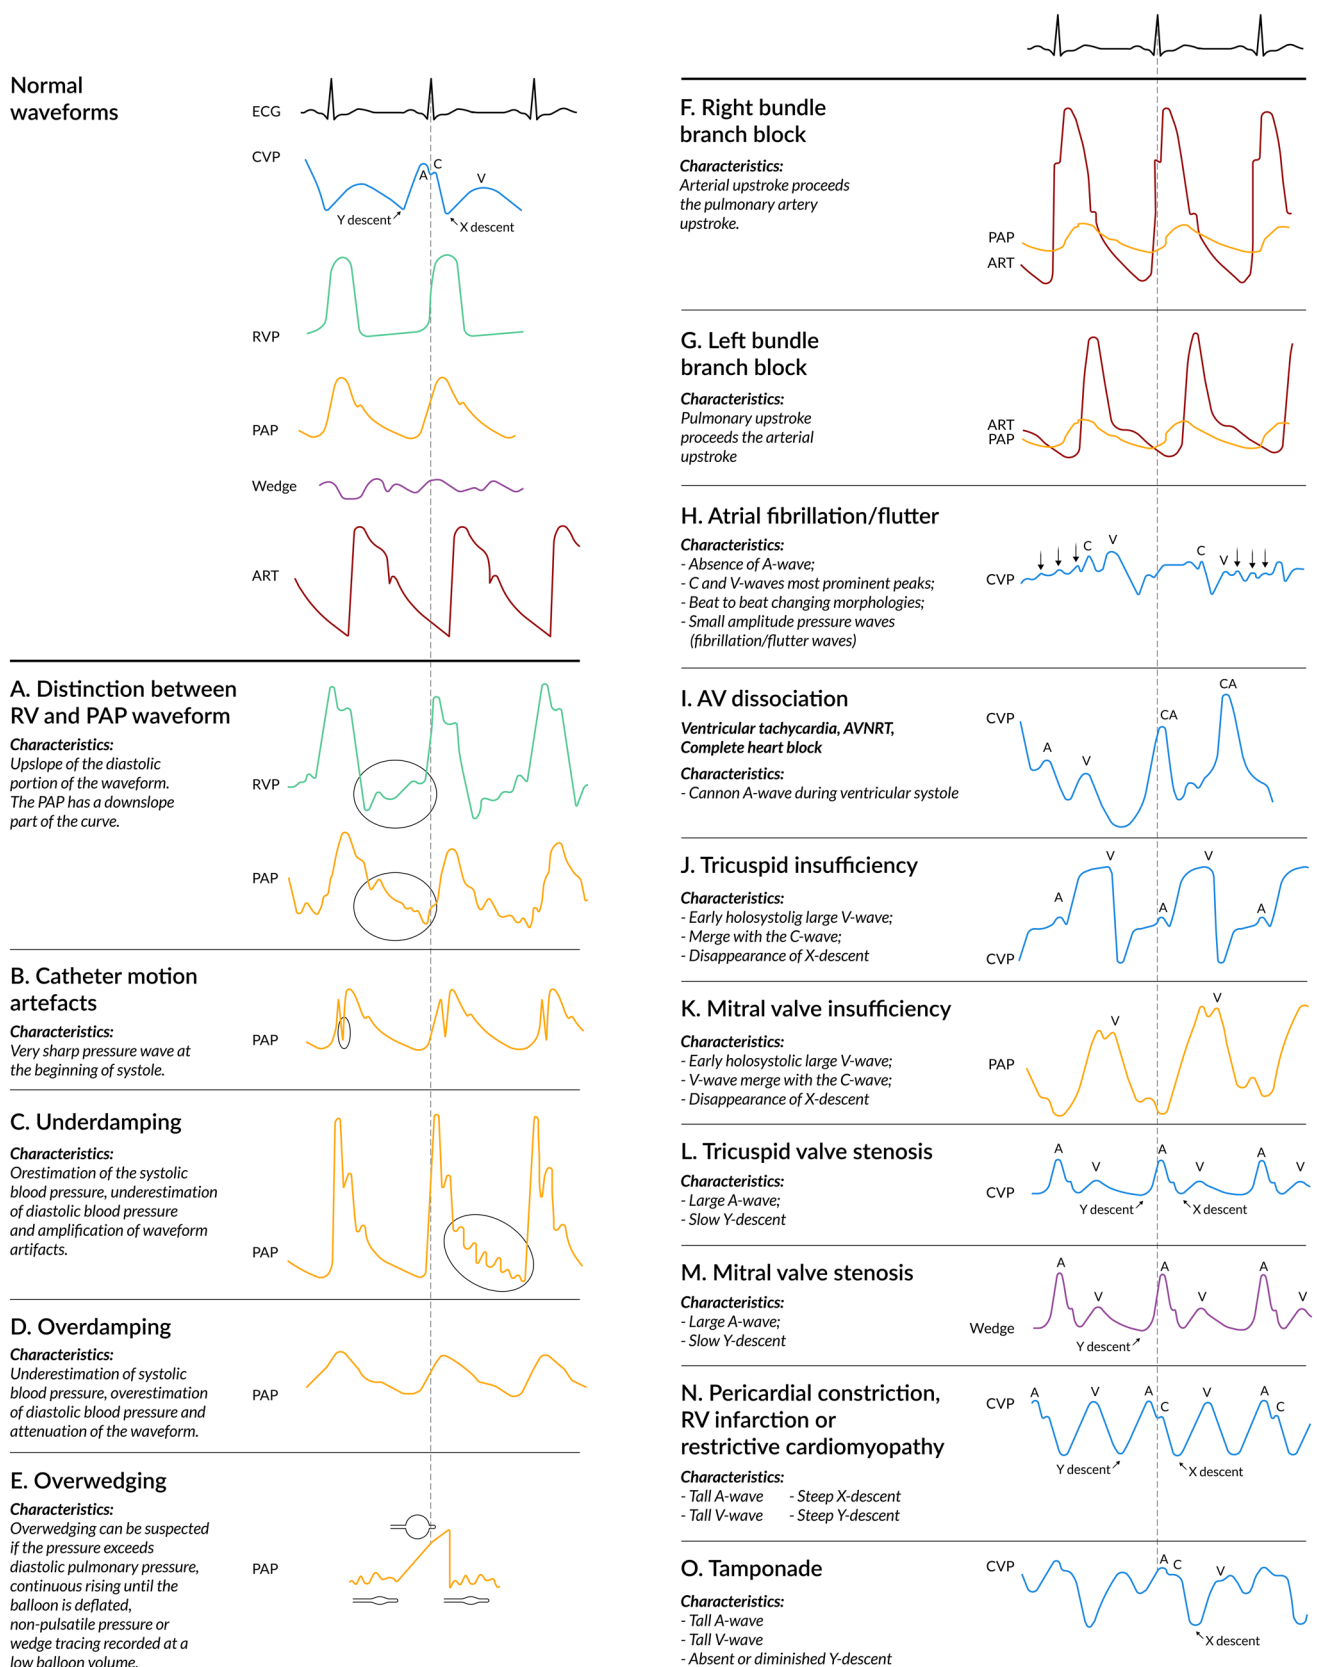 Normal
waveforms
ECG
CVP
A
C
V
Y descent
X descent
RVP
PAP
Wedge
ART
A. Distinction between
RV and PAP waveform
Characteristics:
Upslope of the diastolic
portion of the waveform.
The PAP has a downslope
part of the curve.
RVP
PAP
B. Catheter motion
artefacts
Characteristics:
Very sharp pressure wave at
the beginning of systole.
PAP
C. Underdamping
Characteristics:
Orestimation of the systolic
blood pressure, underestimation
of diastolic blood pressure
and amplification of waveform
artifacts.
PAP
D. Overdamping
Characteristics:
Underestimation of systolic
blood pressure, overestimation
of diastolic blood pressure and
attenuation of the waveform.
PAP
E. Overwedging
Characteristics:
Overwedging can be suspected
if the pressure exceeds
diastolic pulmonary pressure,
continuous rising until the
balloon is deflated,
non-pulsatile pressure or
wedge tracing recorded at a
low balloon volume.
PAP
F. Right bundle
branch block
Characteristics:
Arterial upstroke proceeds
the pulmonary artery
upstroke.
PAP
ART
G. Left bundle
branch block
Characteristics:
Pulmonary upstroke
proceeds the arterial
upstroke
ART
PAP
H. Atrial fibrillation/flutter
Characteristics:
- Absence of A-wave;
- C and V-waves most prominent peaks;
- Beat to beat changing morphologies;
- Small amplitude pressure waves
(fibrillation/flutter waves)
CVP
C
V
C
V
I. AV dissociation
Ventricular tachycardia, AVNRT,
Complete heart block
Characteristics:
- Cannon A-wave during ventricular systole
CVP
A
V
CA
CA
J. Tricuspid insufficiency
Characteristics:
- Early holosystolig large V-wave;
- Merge with the C-wave;
- Disappearance of X-descent
CVP
A
V
A
V
A
K. Mitral valve insufficiency
Characteristics:
- Early holosystolic large V-wave;
- V-wave merge with the C-wave;
- Disappearance of X-descent
PAP
V
V
L. Tricuspid valve stenosis
Characteristics:
- Large A-wave;
- Slow Y-descent
CVP
A
V
A
V
A
V
Y descent
X descent
M. Mitral valve stenosis
Characteristics:
- Large A-wave;
- Slow Y-descent
Wedge
A
V
A
V
A
V
Y descent
N. Pericardial constriction,
RV infarction or
restrictive cardiomyopathy
Characteristics:
- Tall A-wave - Steep X-descent
- Tall V-wave - Steep Y-descent
CVP
A
V
A
C
V
A
C
Y descent
X descent
O. Tamponade
Characteristics:
- Tall A-wave
- Tall V-wave
- Absent or diminished Y-descent
CVP
A
C
V
X descent